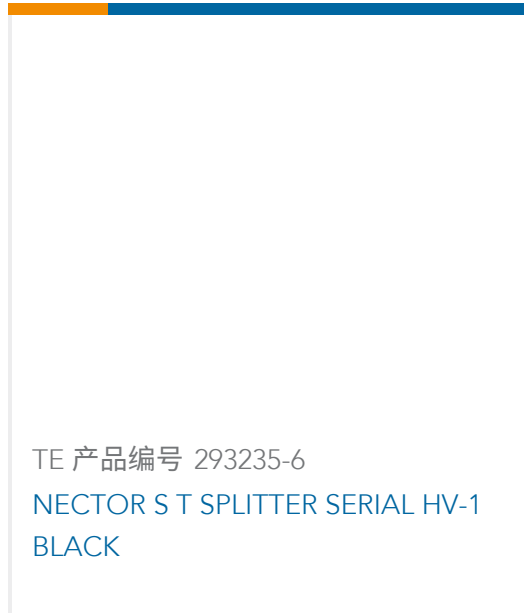 TE 产品编号 293235-6
NECTOR S T SPLITTER SERIAL HV-1
BLACK